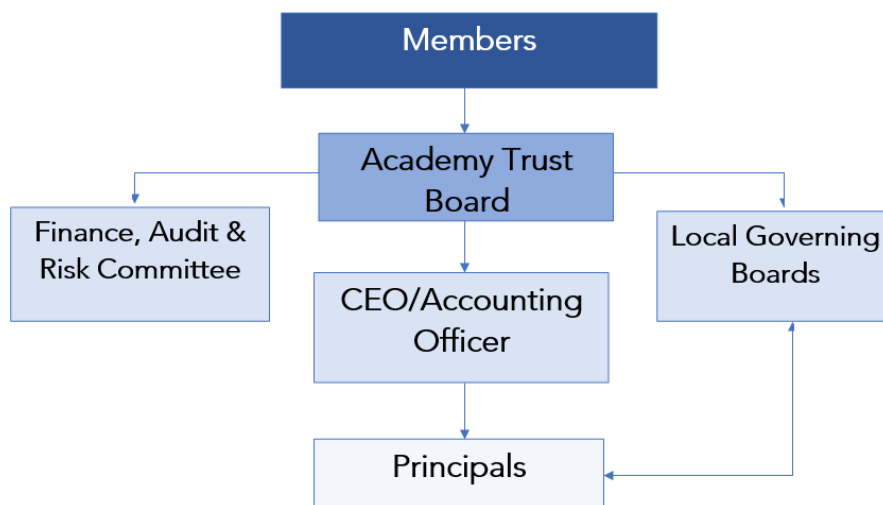 Members
Academy Trust
Board
Finance, Audit &
Risk Committee
Local Governing
Boards
CEO/Accounting
Officer
Principals